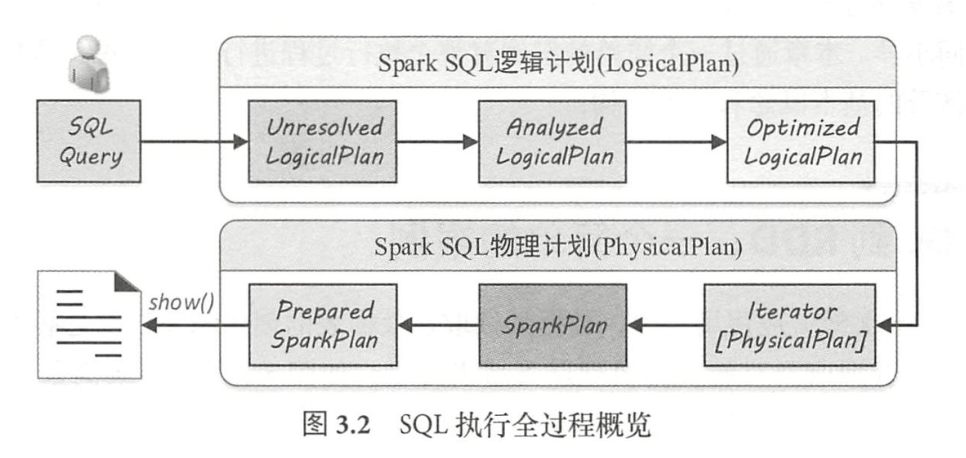 Spark SQL逻辑计划(LogicalPlan)
SQL
Query
Unresolved
LogicalPlan
Analyzed
LogicalPlan
Optimized
LogicalPlan
Spark SQL物理计划(PhysicalPlan)
show()
Prepared
SparkPlan
SparkPlan
Iterator
[PhysicalPlan]
图 3.2 SQL 执行全过程概览